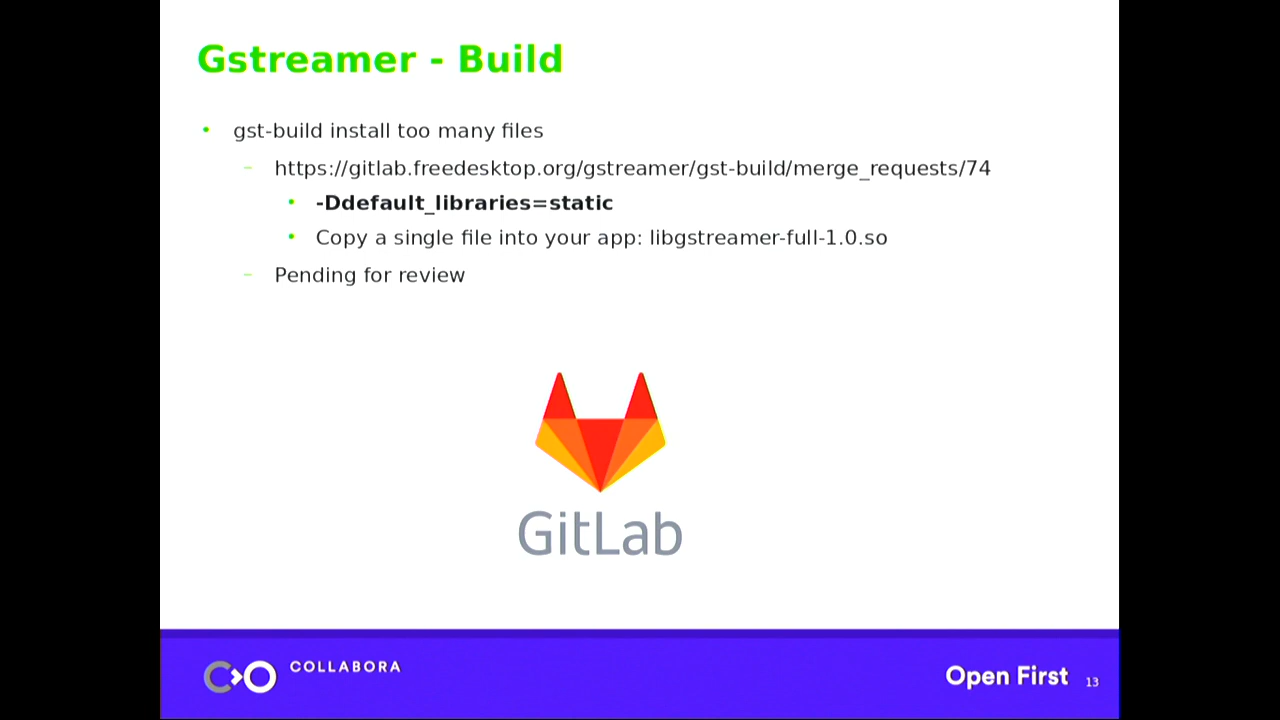 Gstreamer - Build
• gst-build install too many files
– https://gitlab.freedesktop.org/gstreamer/gst-build/merge_requests/74
• -Ddefault_libraries=static
• Copy a single file into your app: libgstreamer-full-1.0.so
– Pending for review
GitLab
COLLABORA
Open First 13